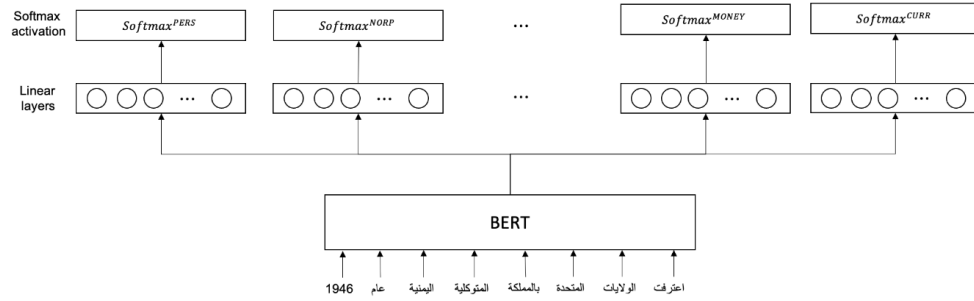 Softmax activation
Softmax^PERS Softmax^NORP ... Softmax^MONEY Softmax^CURR
Linear layers
... ... ... ... ...
BERT
اعترفت الولايات المتحدة بالمملكة المتوكلية اليمنية عام 1946